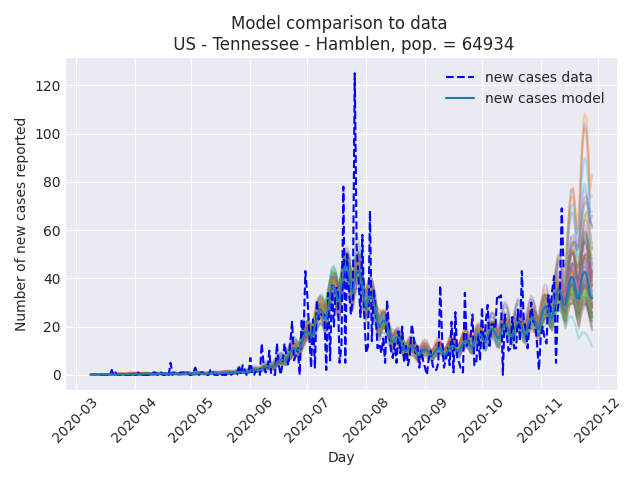 Model comparison to data
US - Tennessee - Hamblen, pop. = 64934
new cases data
new cases model
Number of new cases reported
120
100
80
60
40
20
0
2020-03
2020-04
2020-05
2020-06
2020-07
2020-08
2020-09
2020-10
2020-11
2020-12
Day